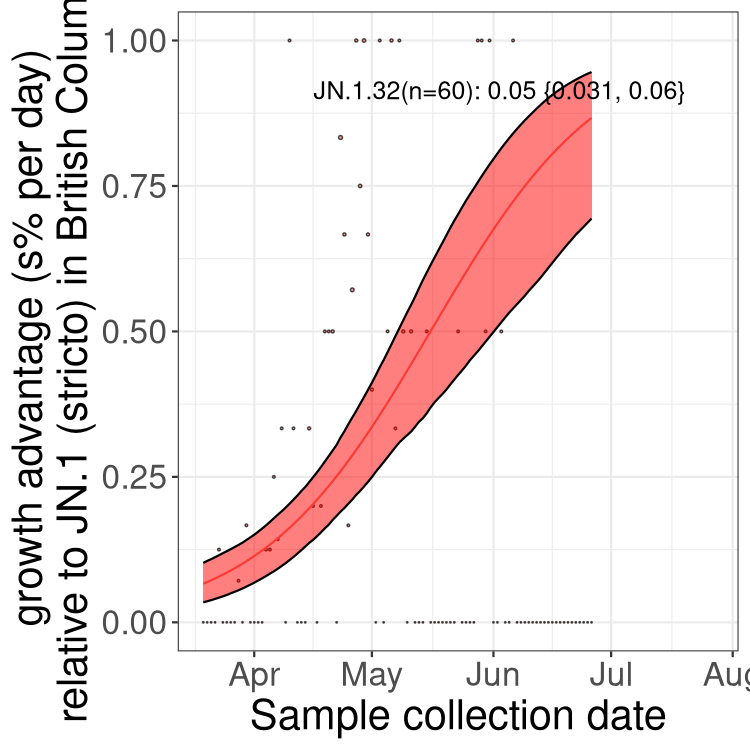 growth advantage (s% per day)
relative to JN.1 (stricto) in British Colum
1.00
0.75
0.50
0.25
0.00
JN.1.32(n=60): 0.05 {0.031, 0.06}
Apr May Jun Jul Aug
Sample collection date